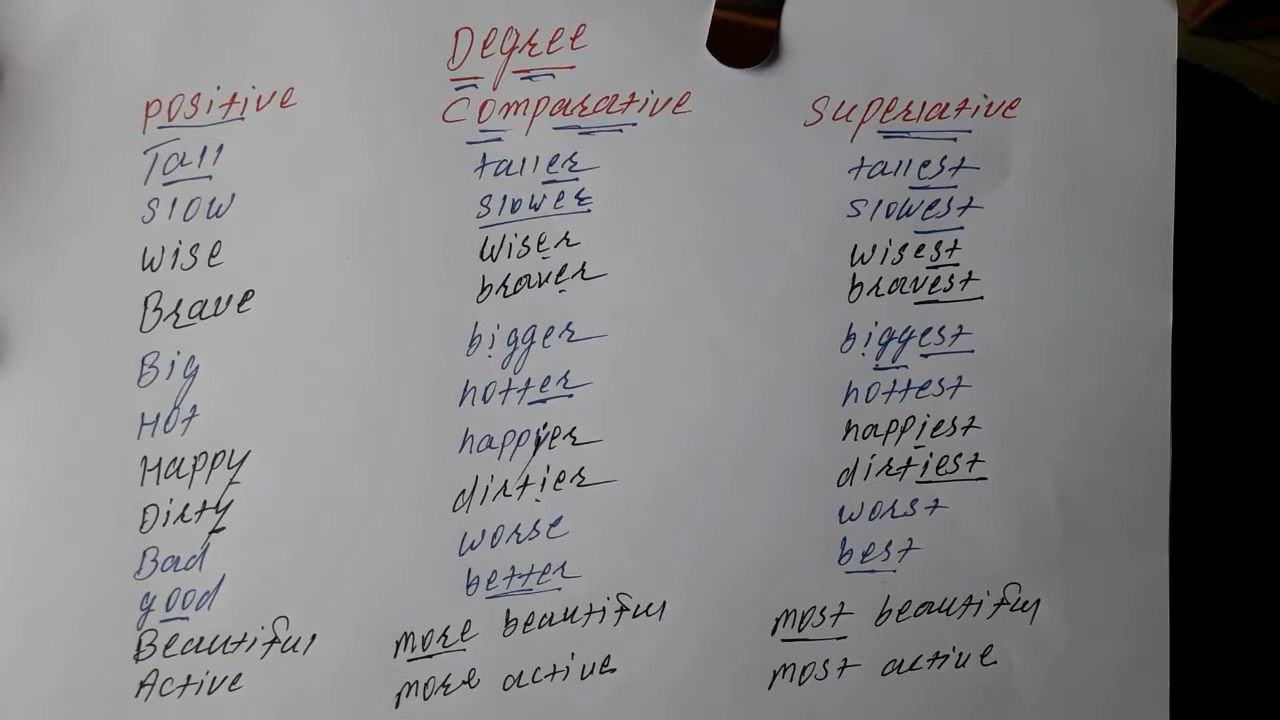 Degree
Positive Comparative Superlative
Tall taller tallest
Slow slower slowest
Wise wiser wisest
Brave braver bravest
Big bigger biggest
Hot hotter hottest
Happy happier happiest
Dirty dirtier dirtiest
Bad worse worst
good better best
Beautiful more beautiful most beautiful
Active more active most active